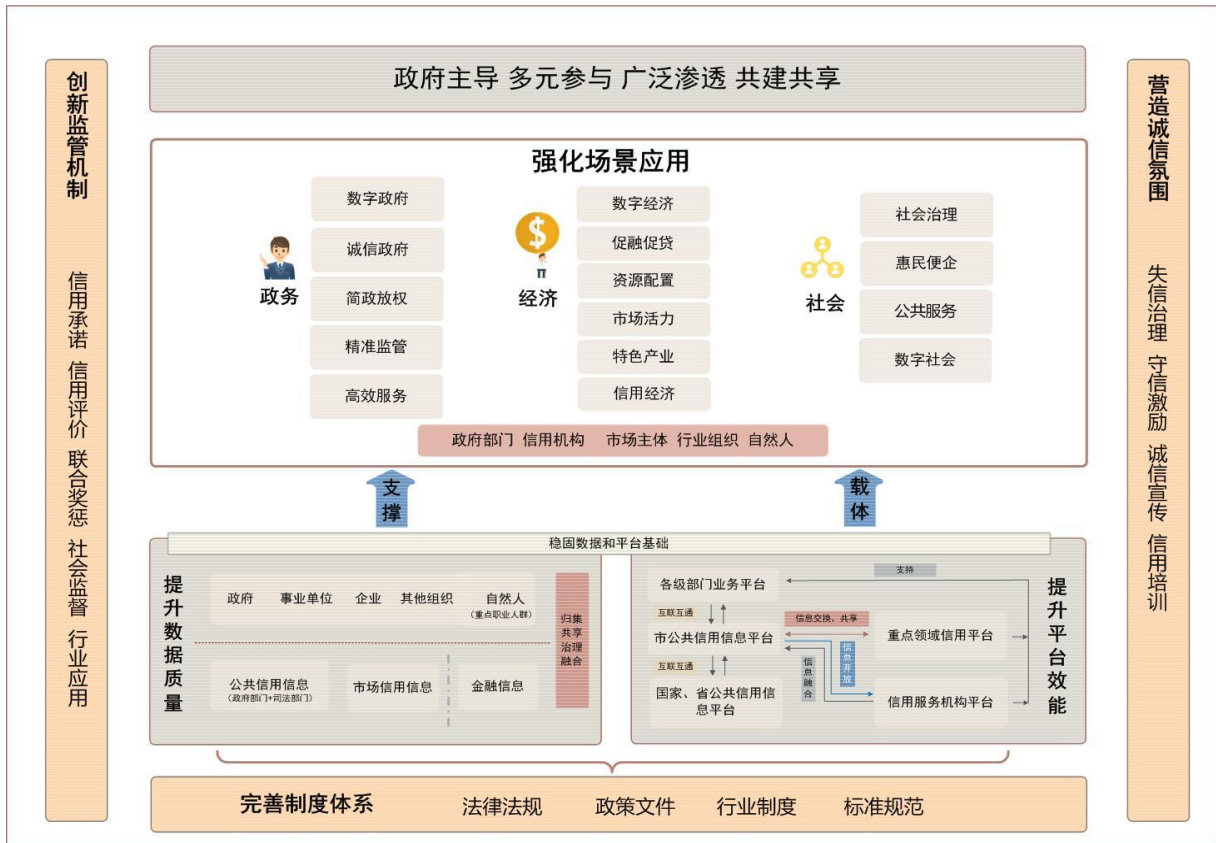 政府主导 多元参与 广泛渗透 共建共享
创新监管机制
信用承诺 信用评价 联合奖惩 社会监督 行业应用
强化场景应用
政务
数字政府
诚信政府
简政放权
精准监管
高效服务
经济
数字经济
促融促贷
资源配置
市场活力
特色产业
信用经济
社会
社会治理
惠民便企
公共服务
数字社会
政府部门 信用机构 市场主体 行业组织 自然人
支撑
载体
稳固数据和平台基础
提升数据质量
政府 事业单位 企业 其他组织 自然人
(重点职业人群)
公共信用信息
(政府部门+司法部门)
市场信用信息
金融信息
归集
共享
治理
融合
各级部门业务平台
支持
互联互通
市公共信用信息平台
信息交换、共享
重点领域信用平台
互联互通
信息融合
信息开放
国家、省公共信用信
息平台
信用服务机构平台
提升平台效能
完善制度体系 法律法规 政策文件 行业制度 标准规范
营造诚信氛围
失信治理 守信激励 诚信宣传 信用培训